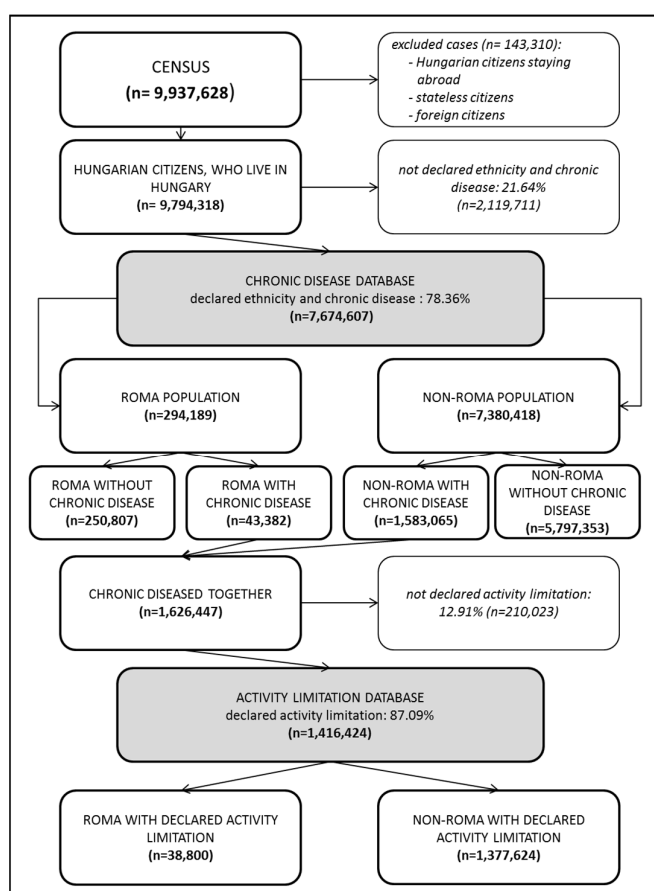 CENSUS
(n= 9,937,628)
excluded cases (n= 143,310):
- Hungarian citizens staying
abroad
- stateless citizens
- foreign citizens
HUNGARIAN CITIZENS, WHO LIVE IN
HUNGARY
(n= 9,794,318)
not declared ethnicity and chronic
disease: 21.64%
(n=2,119,711)
CHRONIC DISEASE DATABASE
declared ethnicity and chronic disease : 78.36%
(n=7,674,607)
ROMA POPULATION
(n=294,189)
NON-ROMA POPULATION
(n=7,380,418)
ROMA WITHOUT
CHRONIC DISEASE
(n=250,807)
ROMA WITH
CHRONIC DISEASE
(n=43,382)
NON-ROMA WITH
CHRONIC DISEASE
(n=1,583,065)
NON-ROMA
WITHOUT CHRONIC
DISEASE
(n=5,797,353)
CHRONIC DISEASED TOGETHER
(n=1,626,447)
not declared activity limitation:
12.91% (n=210,023)
ACTIVITY LIMITATION DATABASE
declared activity limitation: 87.09%
(n=1,416,424)
ROMA WITH DECLARED ACTIVITY
LIMITATION
(n=38,800)
NON-ROMA WITH DECLARED
ACTIVITY LIMITATION
(n=1,377,624)